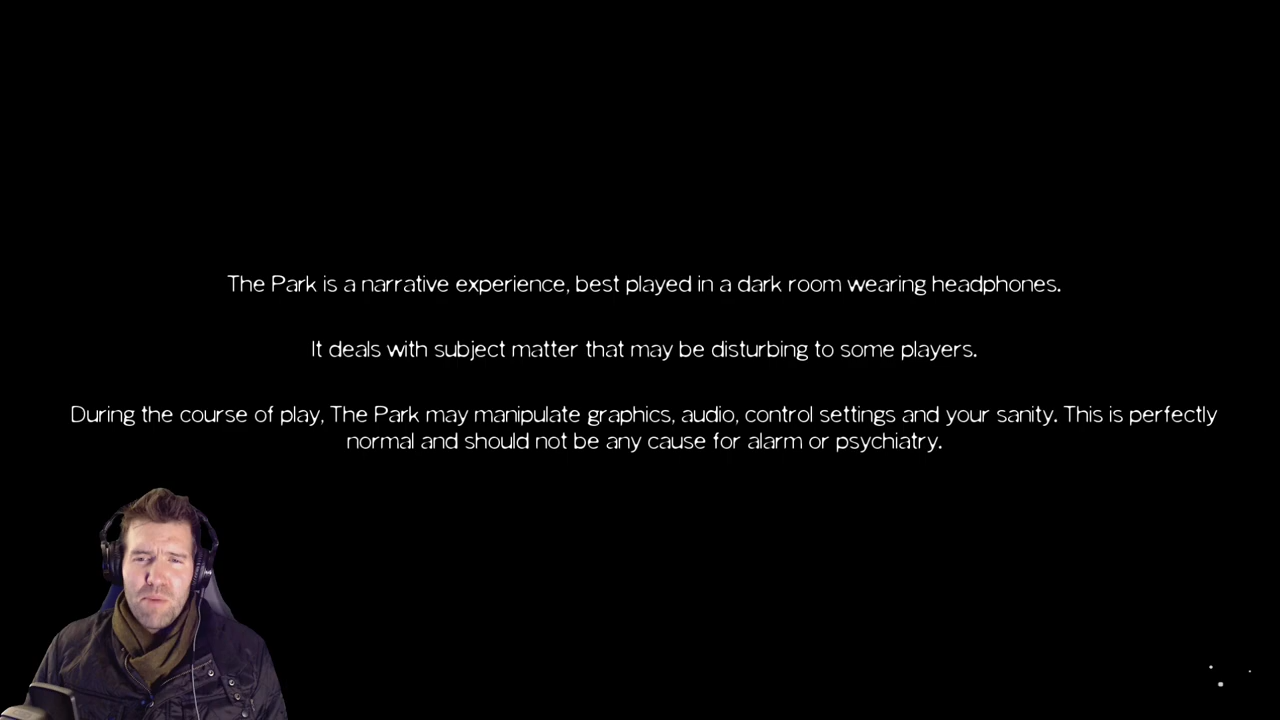 The Park is a narrative experience, best played in a dark room wearing headphones.
It deals with subject matter that may be disturbing to some players.
During the course of play, The Park may manipulate graphics, audio, control settings and your sanity. This is perfectly
normal and should not be any cause for alarm or psychiatry.